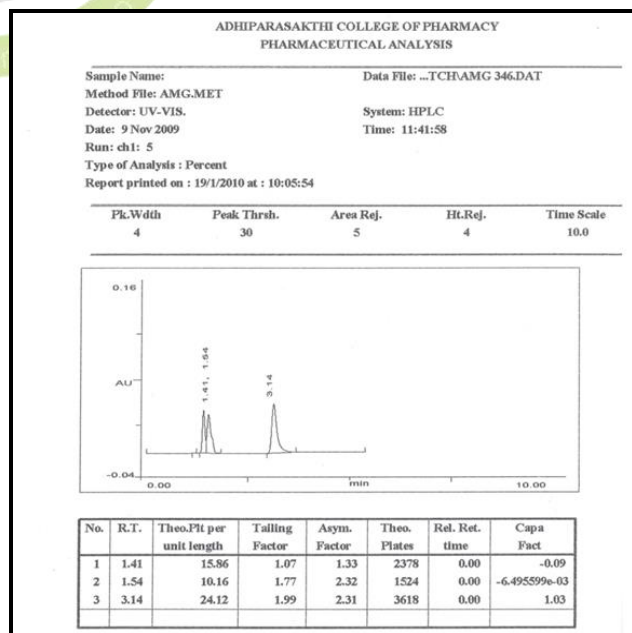 ADHIPARASAKTHI COLLEGE OF PHARMACY
PHARMACEUTICAL ANALYSIS
Sample Name: Data File: ...TCH\AMG 346.DAT
Method File: AMG.MET
Detector: UV-VIS. System: HPLC
Date: 9 Nov 2009 Time: 11:41:58
Run: ch1: 5
Type of Analysis : Percent
Report printed on : 19/1/2010 at : 10:05:54
Pk.Wdth Peak Thrsh. Area Rej. Ht.Rej. Time Scale
4 30 5 4 10.0
0.16
1.41, 1.54
3.14
AU
-0.04
0.00 min 10.00
No. R.T. Theo.Plt per unit length Tailing Factor Asym. Factor Theo. Plates Rel. Ret. time Capa Fact
1 1.41 15.86 1.07 1.33 2378 0.00 -0.09
2 1.54 10.16 1.77 2.32 1524 0.00 -6.495599e-03
3 3.14 24.12 1.99 2.31 3618 0.00 1.03